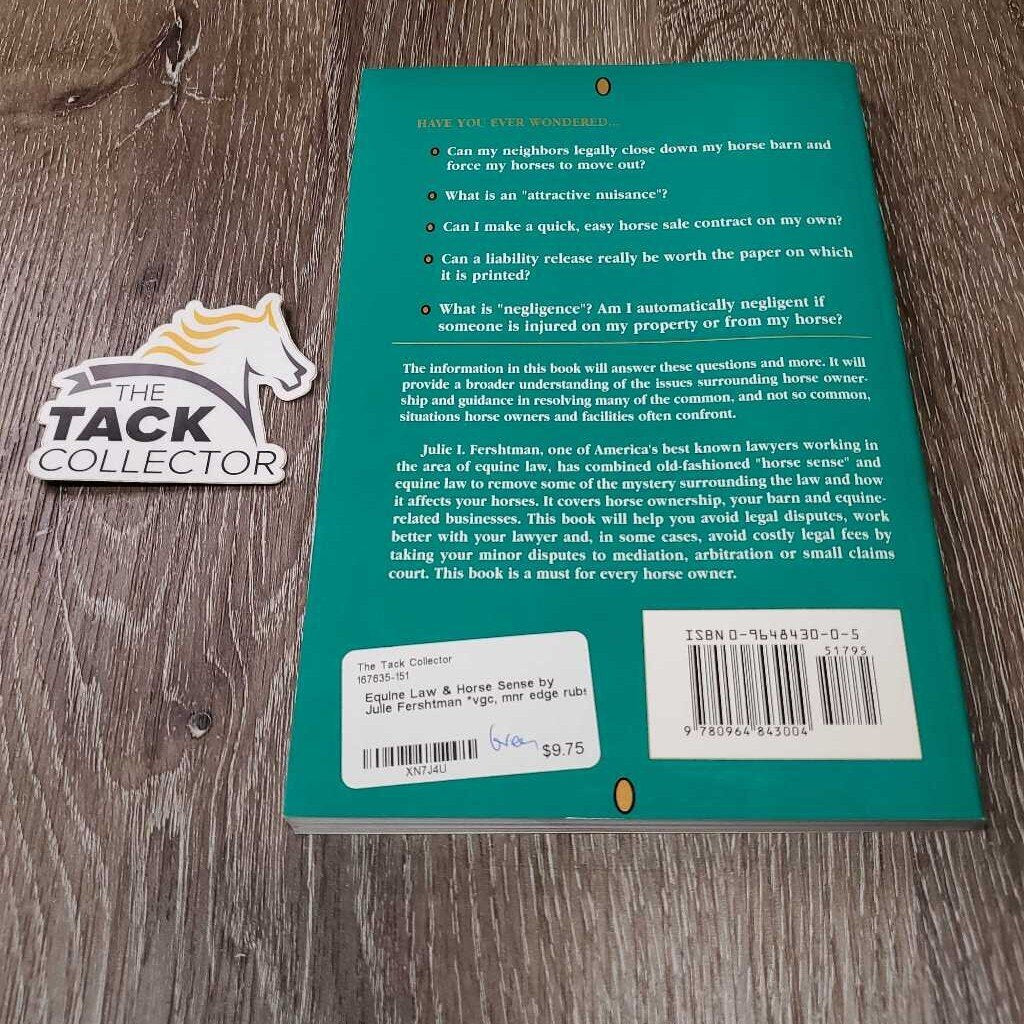 HAVE YOU EVER WONDERED...
Can my neighbors legally close down my horse barn and
force my horses to move out?
What is an "attractive nuisance"?
Can I make a quick, easy horse sale contract on my own?
Can a liability release really be worth the paper on which
it is printed?
What is "negligence"? Am I automatically negligent if
someone is injured on my property or from my horse?
The information in this book will answer these questions and more. It will
provide a broader understanding of the issues surrounding horse owner-
ship and guidance in resolving many of the common, and not so common,
situations horse owners and facilities often confront.
Julie I. Fershtman, one of America's best known lawyers working in
the area of equine law, has combined old-fashioned "horse sense" and
equine law to remove some of the mystery surrounding the law and how
it affects your horses. It covers horse ownership, your barn and equine-
related businesses. This book will help you avoid legal disputes, work
better with your lawyer and, in some cases, avoid costly legal fees by
taking your minor disputes to mediation, arbitration or small claims
court. This book is a must for every horse owner.
THE
TACK
COLLECTOR
The Tack Collector
167635-151
Equine Law & Horse Sense by
Julie Fershtman *vgc, mnr edge rubs
$9.75
XN7J4U
ISBN 0-9648430-0-5
51795
9 780964 843004